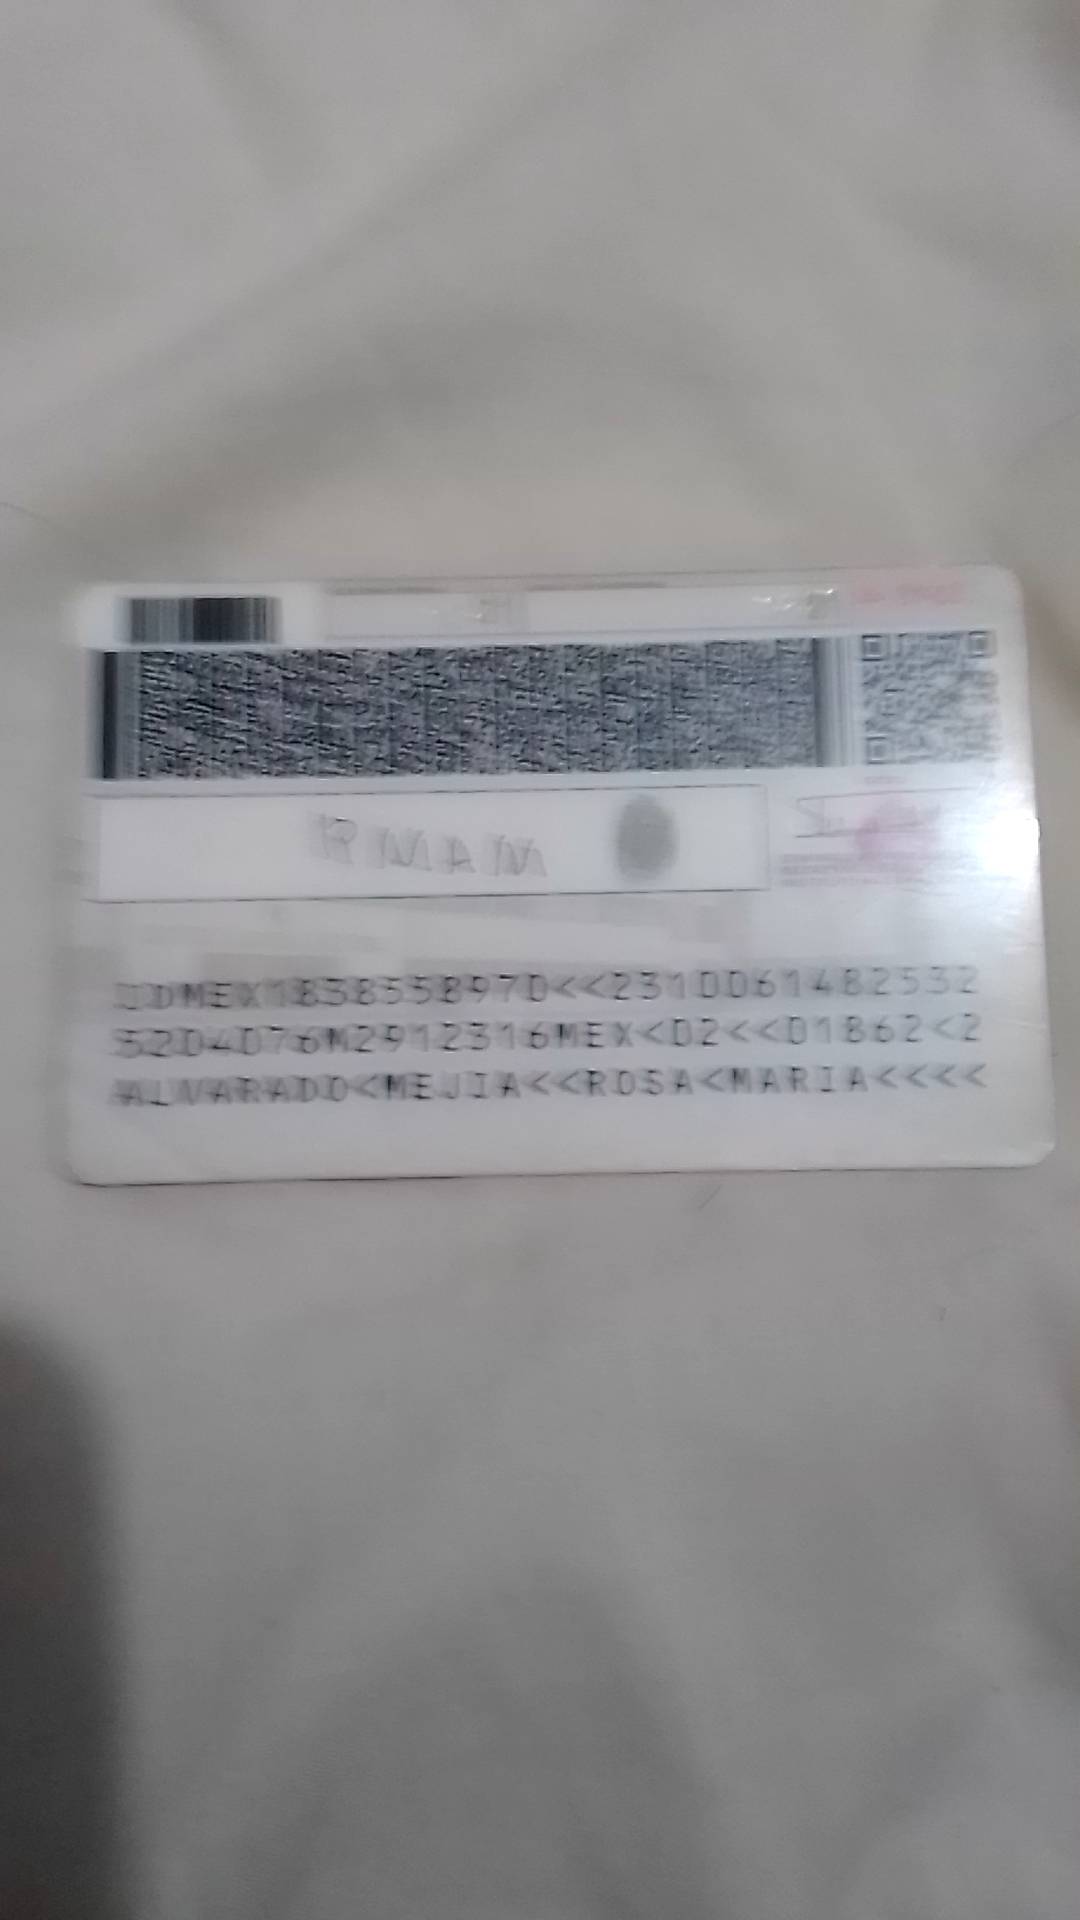 RMAM
IDMEX1838558970<<2310061482532
5204076M2912316MEX<02<<01862<2
ALVARADO<MEJIA<<ROSA<MARIA<<<<